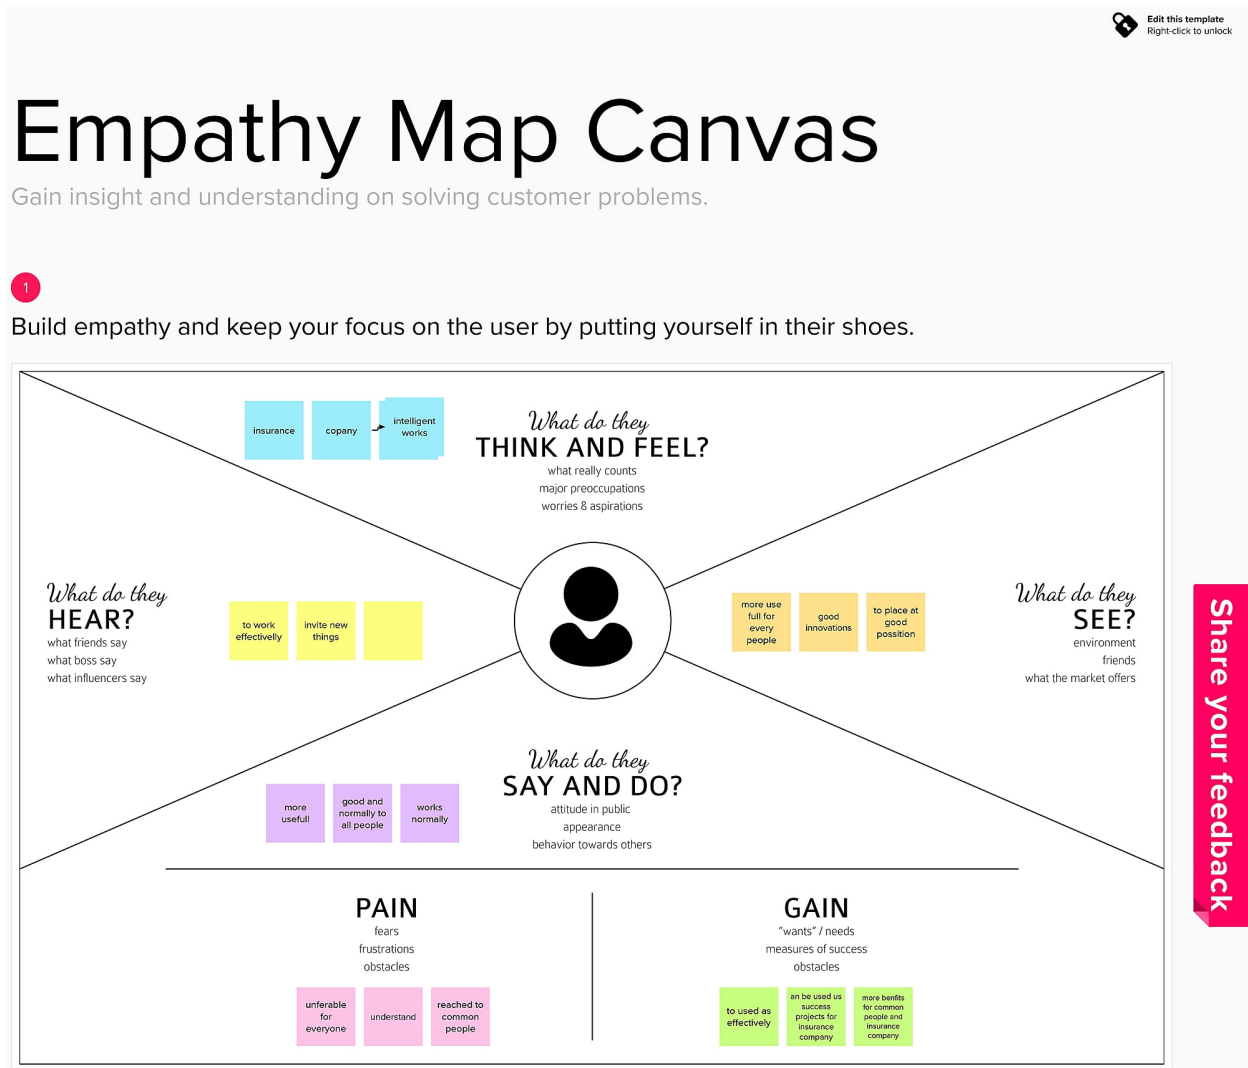 Edit this template
Right-click to unlock
Empathy Map Canvas
Gain insight and understanding on solving customer problems.
1
Build empathy and keep your focus on the user by putting yourself in their shoes.
insurance
copany
intelligent
works
What do they
THINK AND FEEL?
what really counts
major preoccupations
worries & aspirations
What do they
HEAR?
what friends say
what boss say
what influencers say
to work
effectivelly
invite new
things
more use
full for
every
people
good
innovations
to place at
good
possition
What do they
SEE?
environment
friends
what the market offers
What do they
SAY AND DO?
attitude in public
appearance
behavior towards others
more
usefull
good and
normally to
all people
works
normally
PAIN
fears
frustrations
obstacles
unferable
for
everyone
understand
reached to
common
people
GAIN
"wants" / needs
measures of success
obstacles
to used as
effectively
an be used us
success
projects for
insurance
company
more benfits
for common
people and
insurance
company
Share your feedback